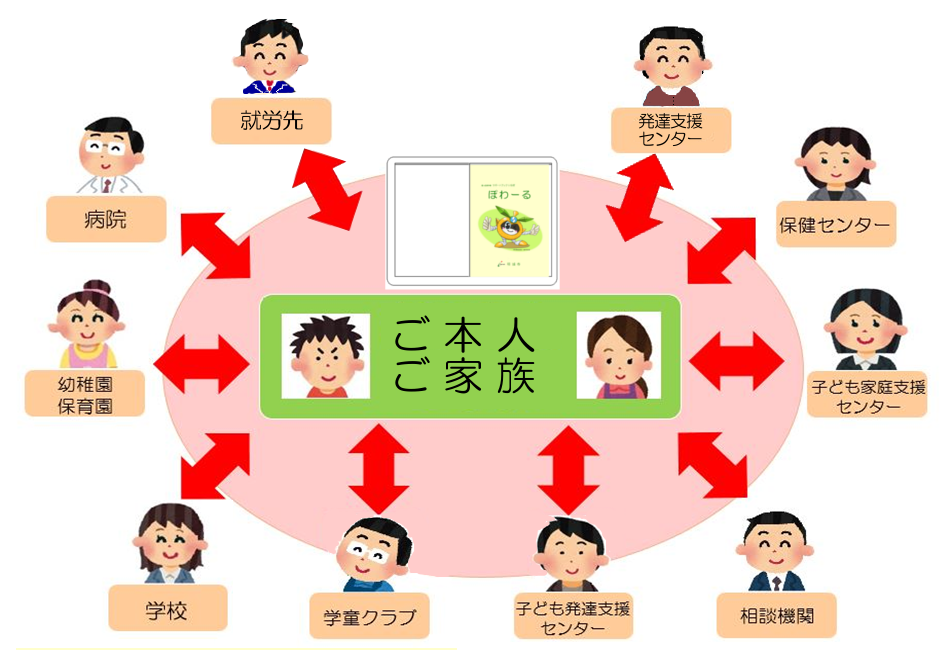 就労先
発達支援
センター
病院
保健センター
ぽわーる
ご本人
ご家族
幼稚園
保育園
子ども家庭支援
センター
学校
学童クラブ
子ども発達支援
センター
相談機関